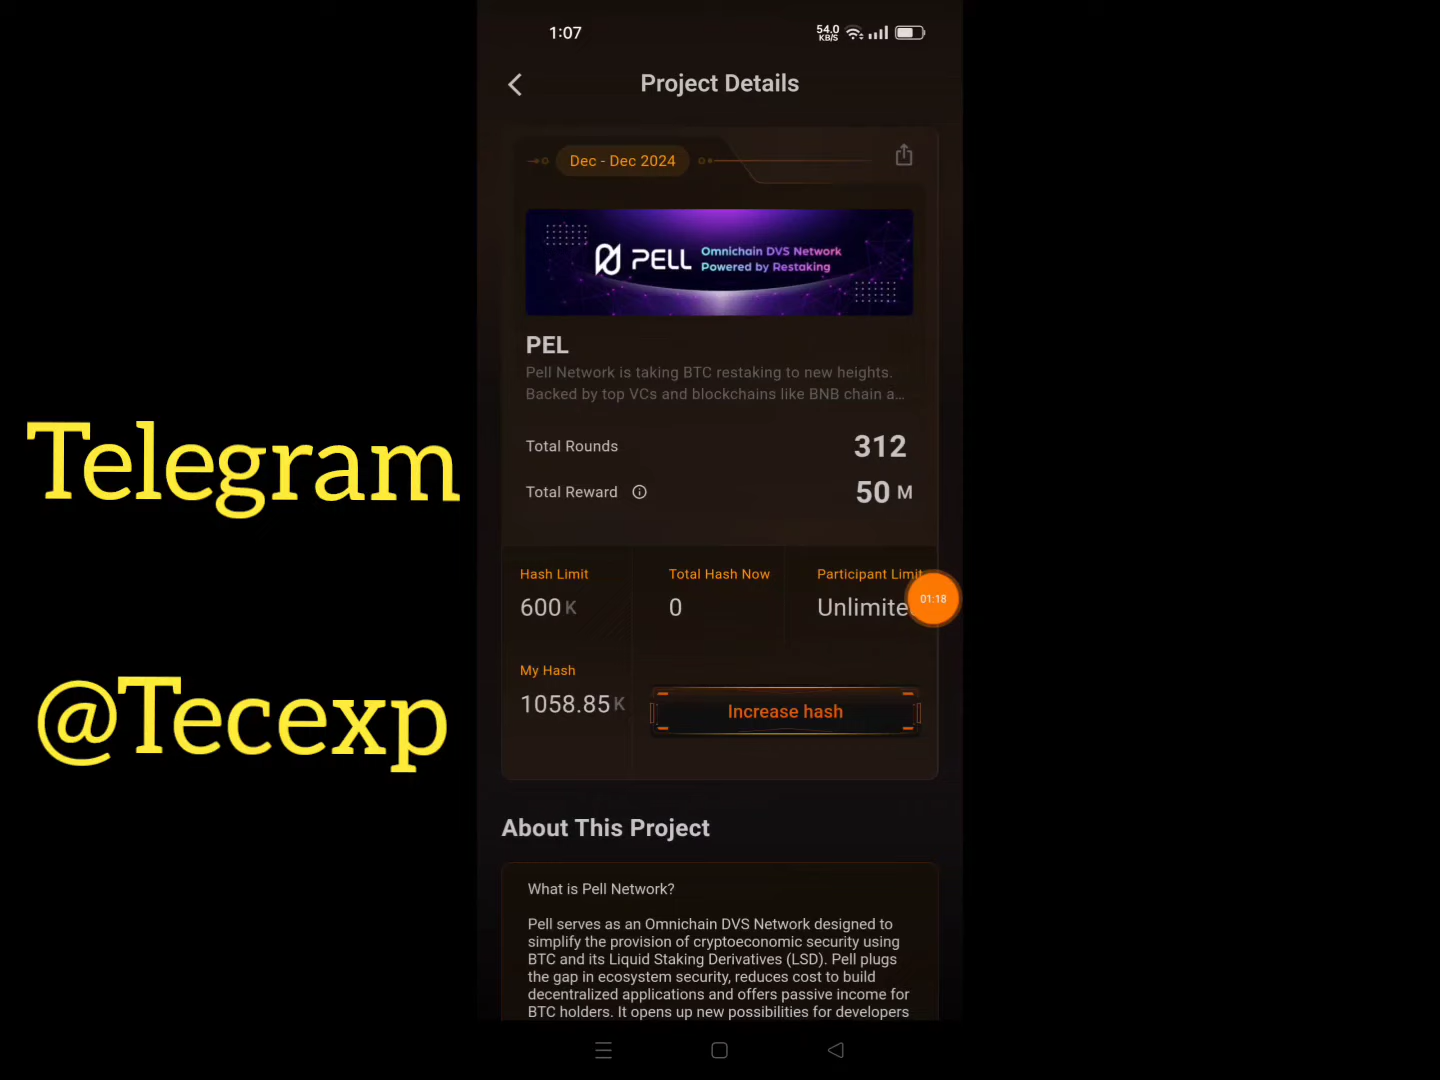 1:07
54.0
KB/S
Project Details
Dec - Dec 2024
PELL
Omnichain DVS Network
Powered by Restaking
PEL
Pell Network is taking BTC restaking to new heights.
Backed by top VCs and blockchains like BNB chain a...
Total Rounds 312
Total Reward 50 M
Hash Limit Total Hash Now Participant Limit
600 K 0 Unlimite
01:18
My Hash
1058.85 K
Increase hash
About This Project
What is Pell Network?
Pell serves as an Omnichain DVS Network designed to
simplify the provision of cryptoeconomic security using
BTC and its Liquid Staking Derivatives (LSD). Pell plugs
the gap in ecosystem security, reduces cost to build
decentralized applications and offers passive income for
BTC holders. It opens up new possibilities for developers
Telegram
@Tecexp